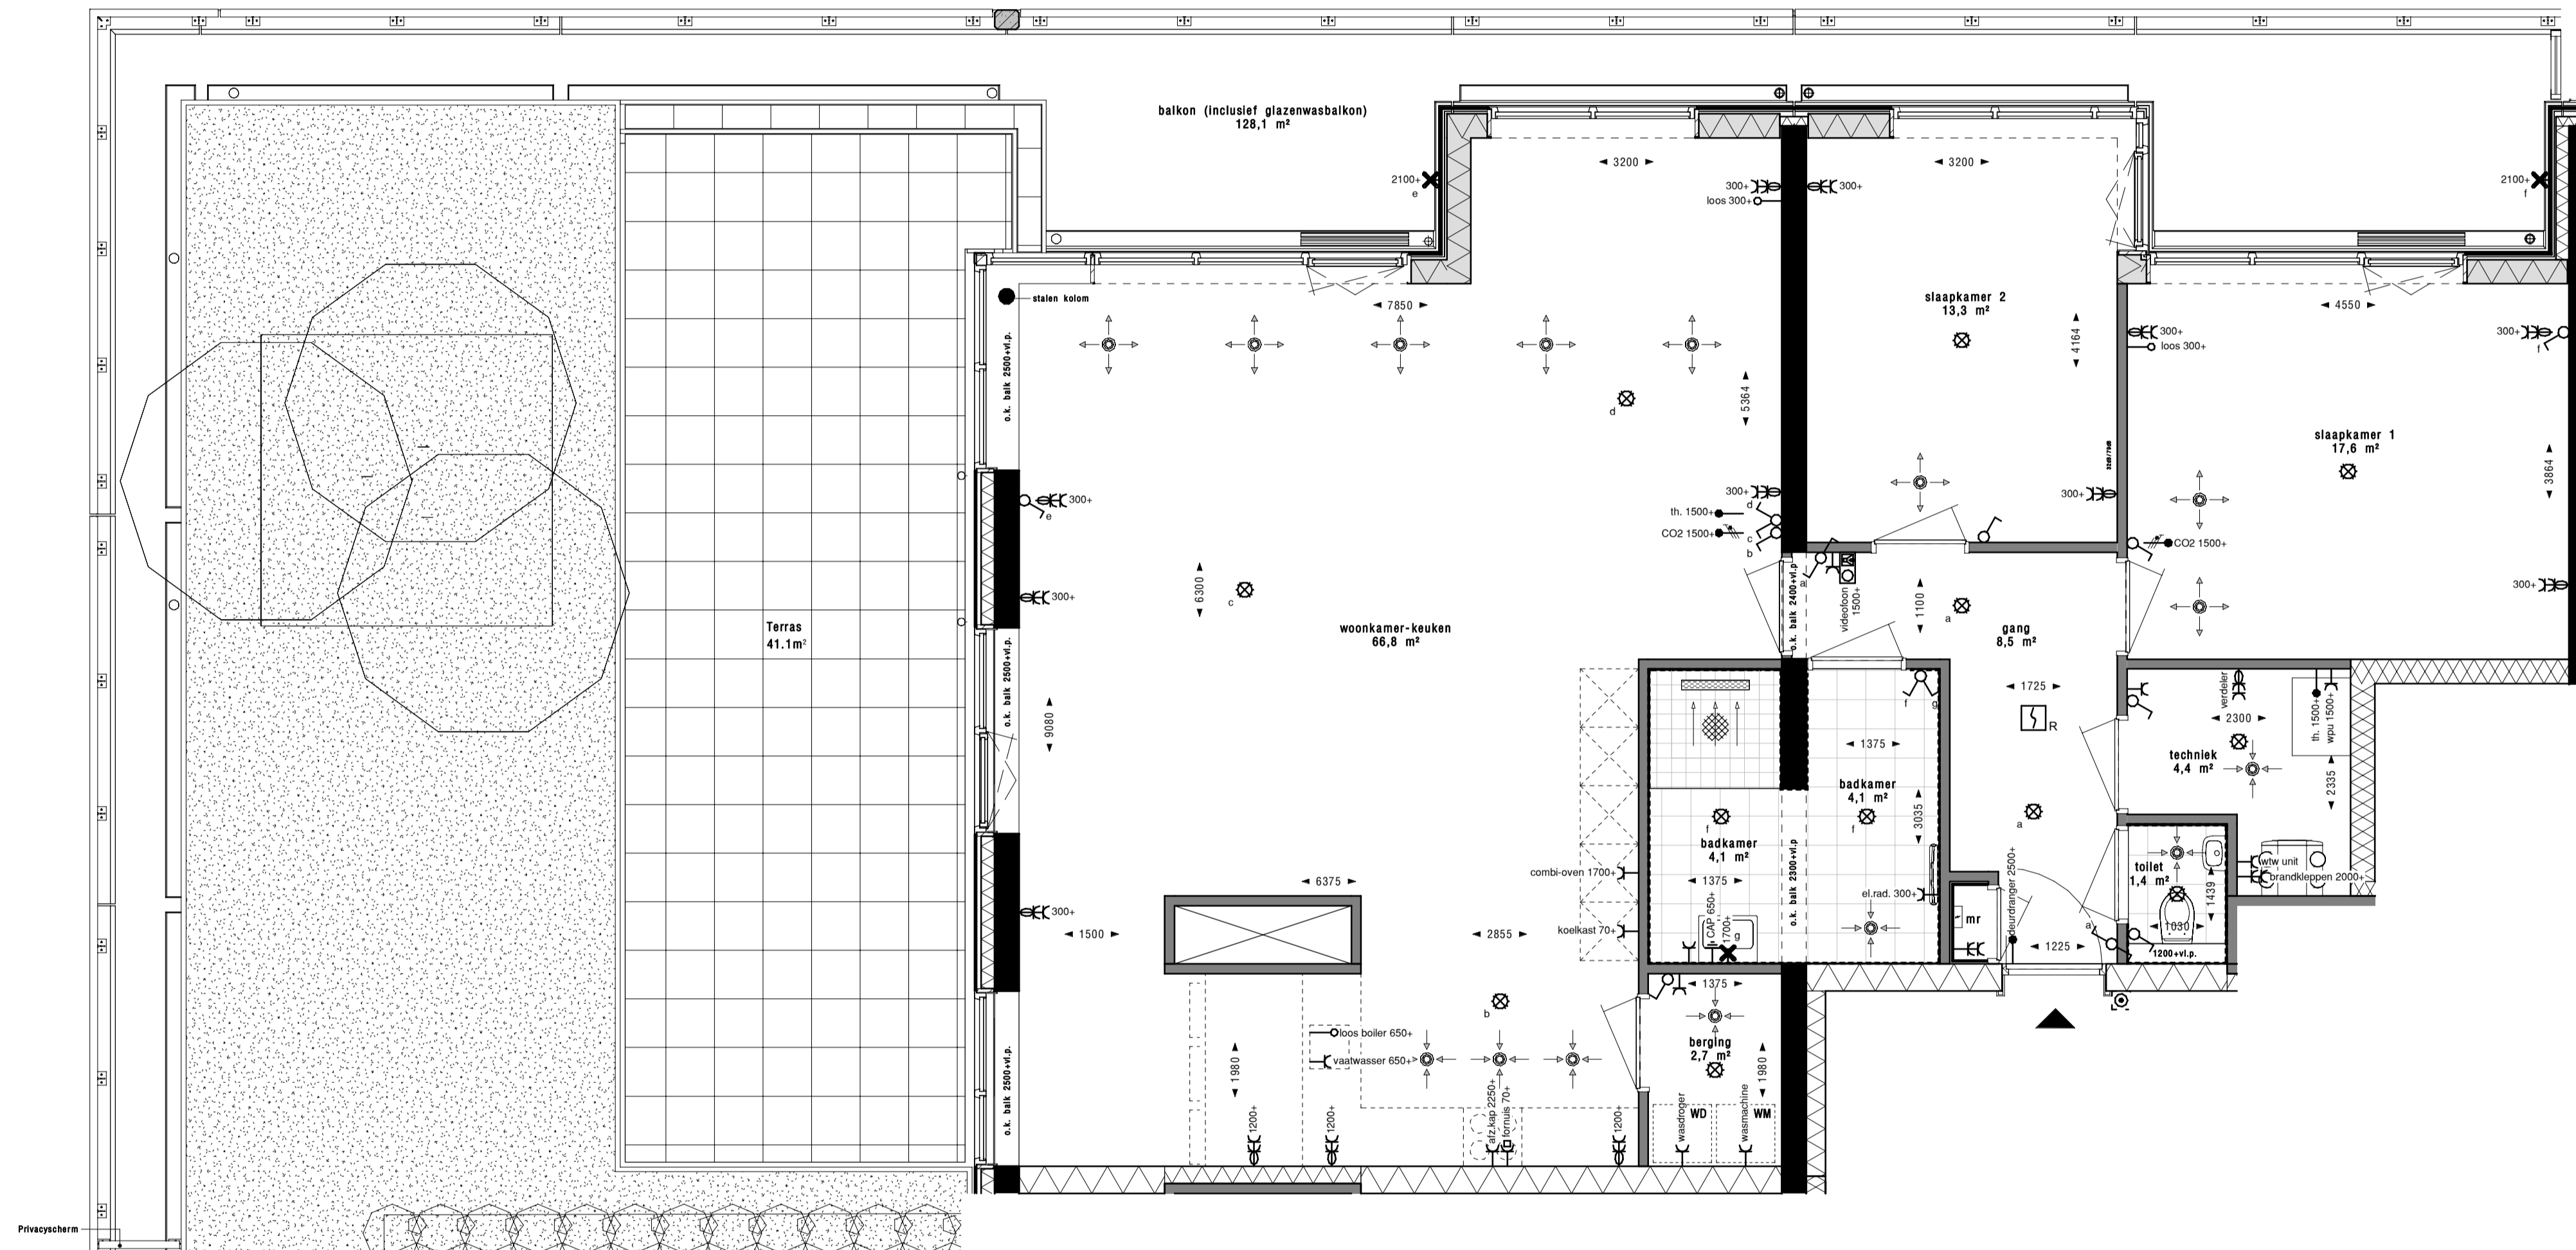 balkon (inclusief glazenwasbalkon)
128,1 m²
2100+
e
2100+
f
3200
3200
300+
loos 300+
300+
stalen kolom
7850
slaapkamer 2
13,3 m²
4550
o.k. balk 2500+vl.p.
4164
300+
loos 300+
300+
f
d
5364
slaapkamer 1
17,6 m²
3864
300+
e
300+
d
th. 1500+
CO2 1500+
c
b
300+
CO2 1500+
300+
300+
6300
c
a
videofoon
1500+
o.k. balk 2400+vl.p
1100
a
gang
8,5 m²
Terras
41.1m²
woonkamer-keuken
66,8 m²
o.k. balk 2500+vl.p.
9080
1725
R
f
g
verdeler
th. 1500+
wpu 1500+
2300
techniek
4,4 m²
2335
1375
badkamer
4,1 m²
3035
f
f
badkamer
4,1 m²
1375
o.k. balk 2300+vl.p
a
combi-oven 1700+
koelkast 70+
6375
300+
1500
2855
CAP 650+
1700+
g
el.rad. 300+
mr
deurdranger 2500+
1225
a
toilet
1,4 m²
1439
1030
1200+vl.p.
wtw unit
brandkleppen 2000+
b
1375
loos boiler 650+
vaatwasser 650+
berging
2,7 m²
1980
1980
o.k. balk 2500+vl.p.
1200+
1200+
afz.kap 2250+
fornuis 70+
1200+
wasdroger
WD
wasmachine
WM
Privacyscherm